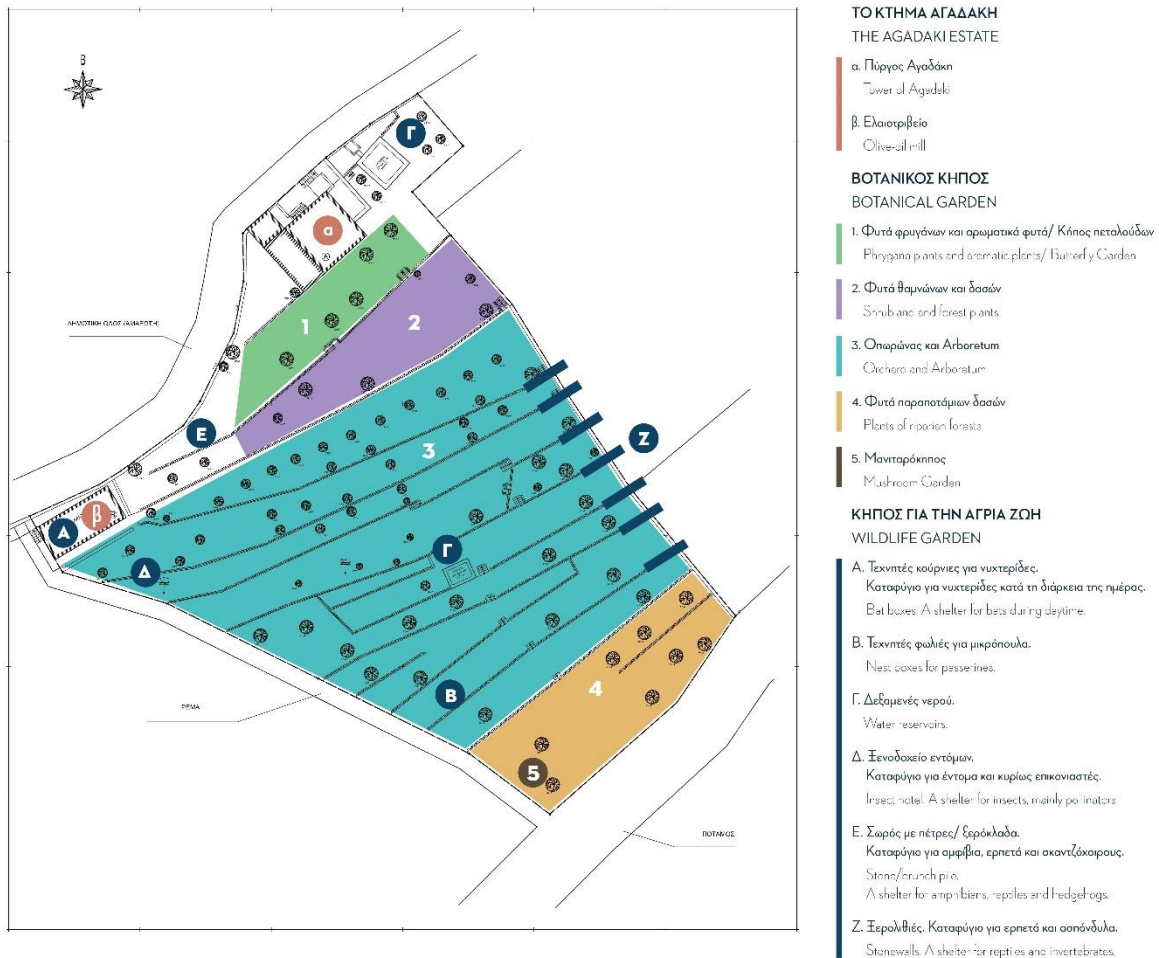 Β
Γ
α
1
2
ΔΗΜΟΤΙΚΗ ΟΔΟΣ (ΑΜΑΡΩΤΗ)
Ε
3
Ζ
Α
β
Δ
Γ
Β
4
ΡΕΜΑ
5
ΠΟΤΑΜΟΣ
ΤΟ ΚΤΗΜΑ ΑΓΑΔΑΚΗ
THE AGADAKI ESTATE
α. Πύργος Αγαδάκη
Tower of Agadaki
β. Ελαιοτριβείο
Olive-oil mill
ΒΟΤΑΝΙΚΟΣ ΚΗΠΟΣ
BOTANICAL GARDEN
1. Φυτά φρυγάνων και αρωματικά φυτά/ Κήπος πεταλούδων
Phrygana plants and aromatic plants/ Butterfly Garden
2. Φυτά θαμνώνων και δασών
Shrubland and forest plants
3. Οπωρώνας και Arboretum
Orchard and Arboretum
4. Φυτά παραποτάμιων δασών
Plants of riparian forests
5. Μανιταρόκηπος
Mushroom Garden
ΚΗΠΟΣ ΓΙΑ ΤΗΝ ΑΓΡΙΑ ΖΩΗ
WILDLIFE GARDEN
Α. Τεχνητές κούρνιες για νυχτερίδες.
Καταφύγιο για νυχτερίδες κατά τη διάρκεια της ημέρας.
Bat boxes. A shelter for bats during daytime.
Β. Τεχνητές φωλιές για μικρόπουλα.
Nest boxes for passerines.
Γ. Δεξαμενές νερού.
Water reservoirs.
Δ. Ξενοδοχείο εντόμων.
Καταφύγιο για έντομα και κυρίως επικονιαστές.
Insect hotel. A shelter for insects, mainly pollinators.
Ε. Σωρός με πέτρες/ ξερόκλαδα.
Καταφύγιο για αμφίβια, ερπετά και σκαντζόχοιρους.
Stone/brunch pile.
A shelter for amphibians, reptiles and hedgehogs.
Ζ. Ξερολιθιές. Καταφύγιο για ερπετά και ασπόνδυλα.
Stonewalls. A shelter for reptiles and invertebrates.